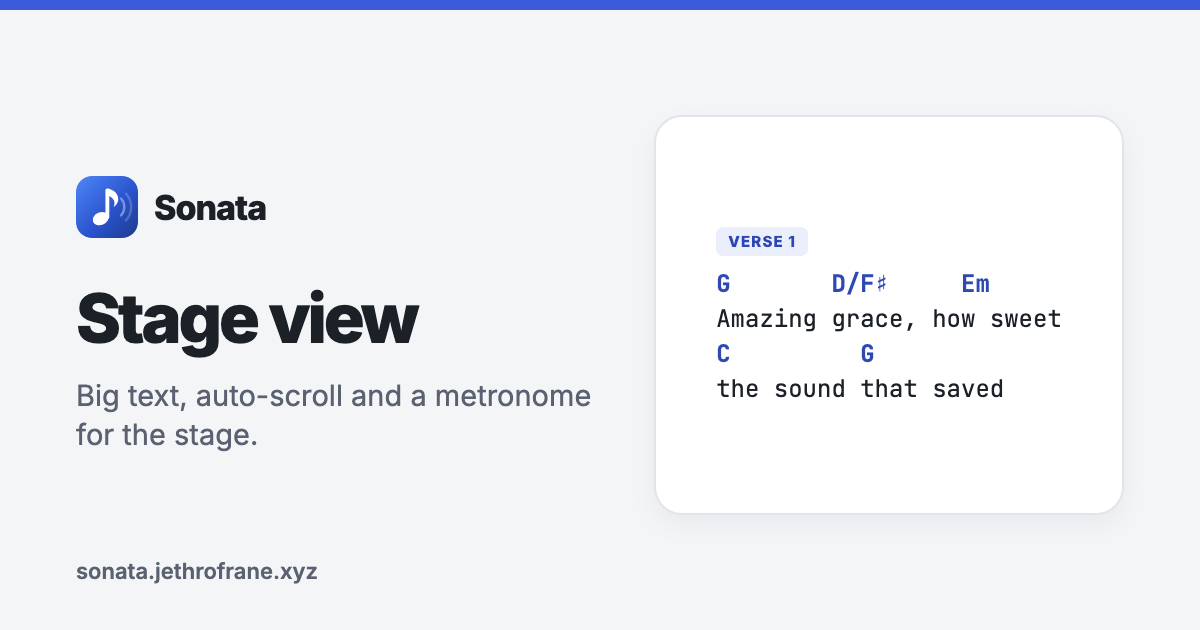 Sonata
Stage view
Big text, auto-scroll and a metronome
for the stage.
sonata.jethrofrane.xyz
VERSE 1
G       D/F♯     Em
Amazing grace, how sweet
C         G
the sound that saved